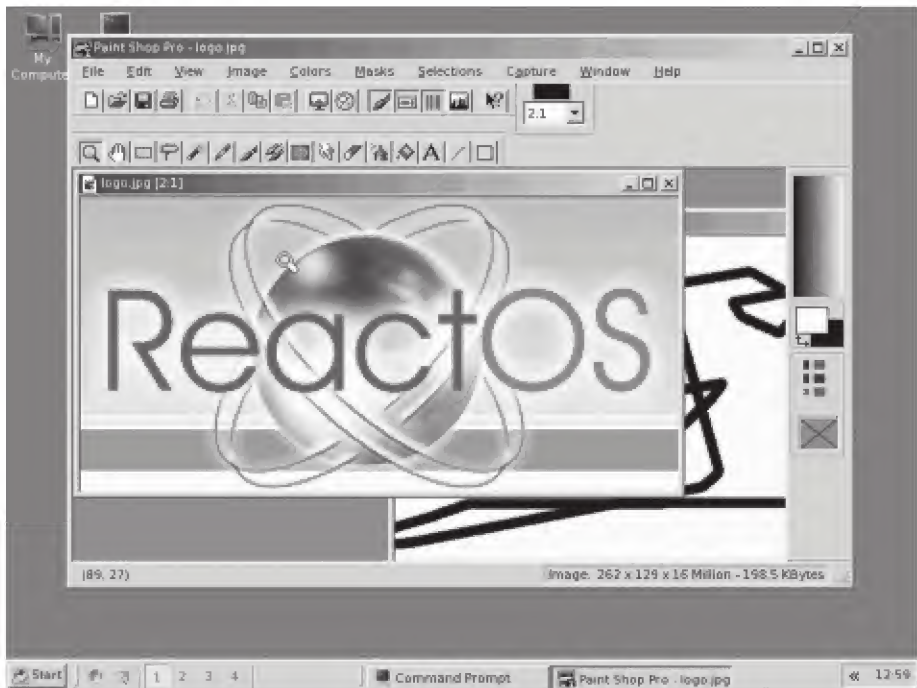 My
Compute
Paint Shop Pro - logo.jpg
File Edit View Image Colors Masks Selections Capture Window Help
2:1
A
logo.jpg [2:1]
ReactOS
(89, 27)
Image: 262 x 129 x 16 Million - 198.5 KBytes
Start 1 2 3 4 Command Prompt Paint Shop Pro - logo.jpg « 12:59